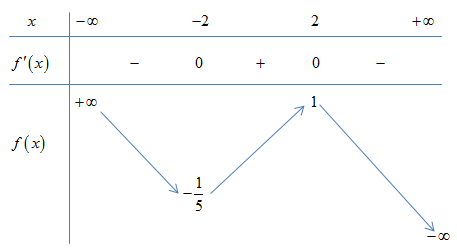 x −∞ −2 2 +∞
f′(x) − 0 + 0 −
+∞ 1
f(x)
−1/5
−∞